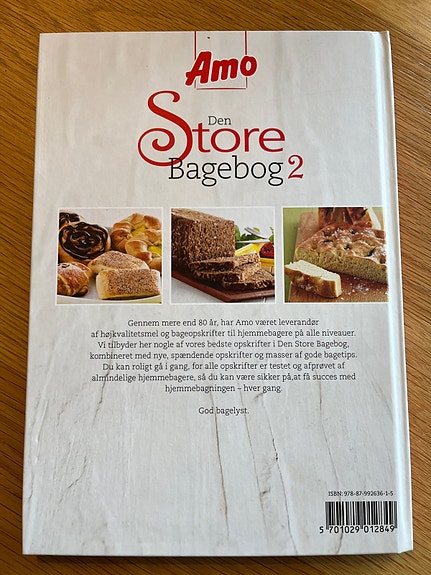 Amo
Den
Store
Bagebog 2
Gennem mere end 80 år, har Amo været leverandør
af højkvalitetsmel og bageopskrifter til hjemmebagere på alle niveauer.
Vi tilbyder her nogle af vores bedste opskrifter i Den Store Bagebog,
kombineret med nye, spændende opskrifter og masser af gode bagetips.
Du kan roligt gå i gang, for alle opskrifter er testet og afprøvet af
almindelige hjemmebagere, så du kan være sikker på,at få succes med
hjemmebagningen – hver gang.
God bagelyst.
ISBN: 978-87-992636-1-5
5 701029 012849